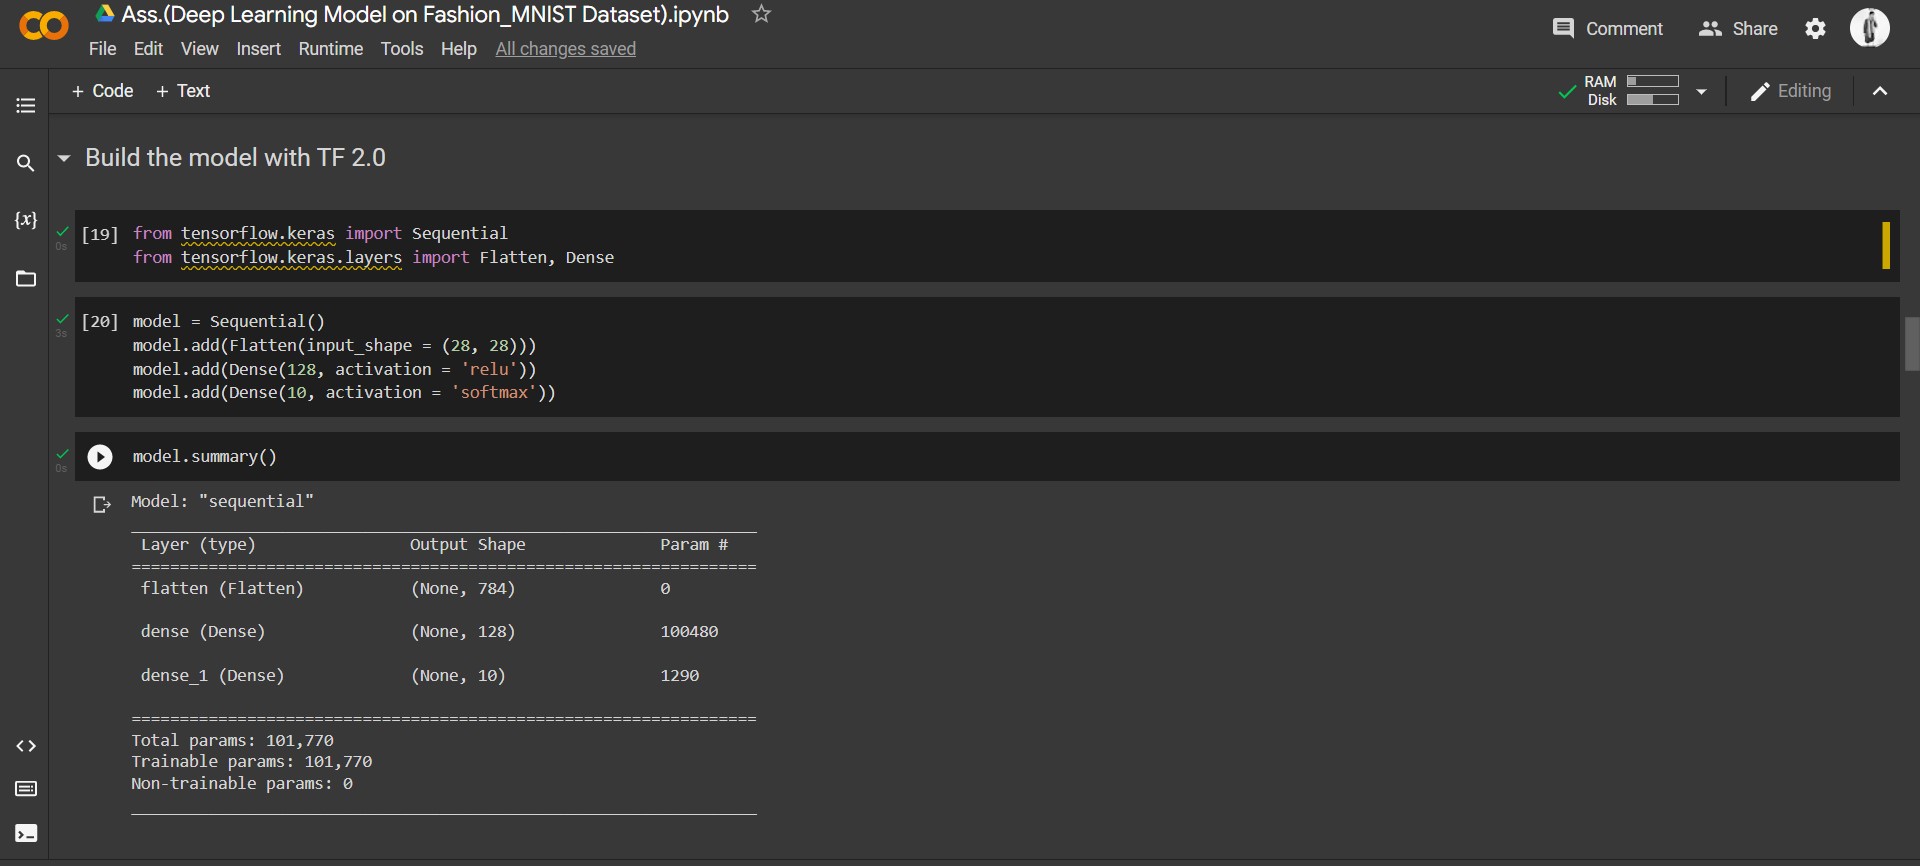 Ass.(Deep Learning Model on Fashion_MNIST Dataset).ipynb
File Edit View Insert Runtime Tools Help All changes saved
Comment
Share
+ Code + Text
RAM
Disk
Editing
Build the model with TF 2.0
{x}
0s
[19] from tensorflow.keras import Sequential
from tensorflow.keras.layers import Flatten, Dense
3s
[20] model = Sequential()
model.add(Flatten(input_shape = (28, 28)))
model.add(Dense(128, activation = 'relu'))
model.add(Dense(10, activation = 'softmax'))
0s
model.summary()
Model: "sequential"
_________________________________________________________________
Layer (type) Output Shape Param #
=================================================================
flatten (Flatten) (None, 784) 0
dense (Dense) (None, 128) 100480
dense_1 (Dense) (None, 10) 1290
=================================================================
Total params: 101,770
Trainable params: 101,770
Non-trainable params: 0
_________________________________________________________________